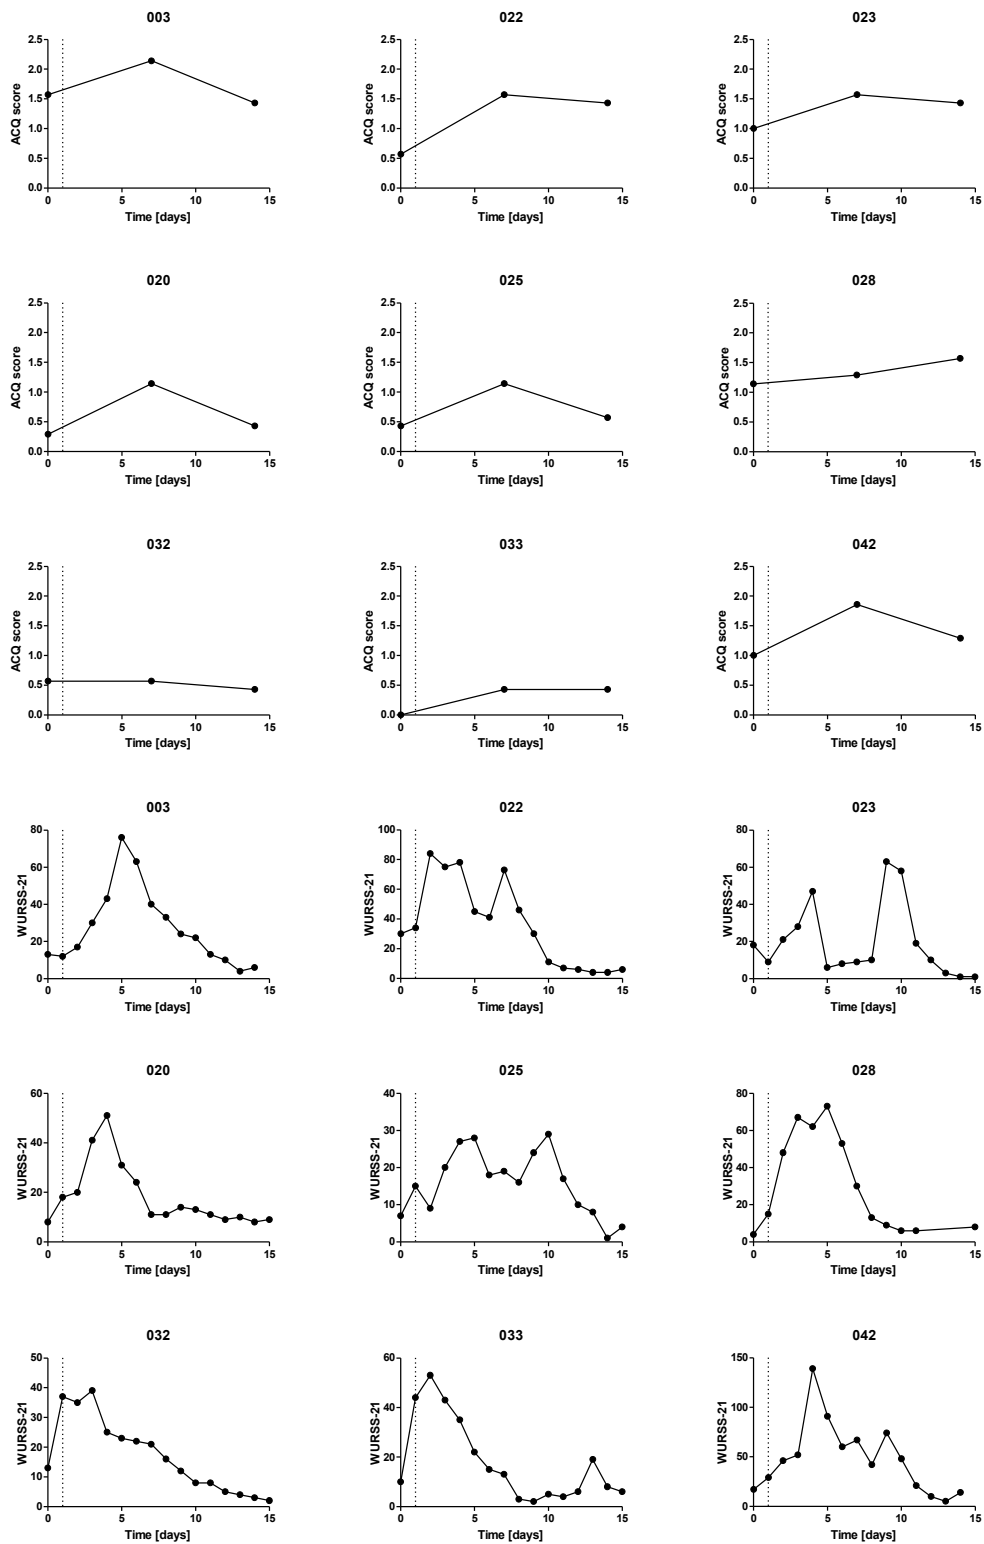 003 022 023
2.5 2.5 2.5
2.0 2.0 2.0
1.5 1.5 1.5
1.0 1.0 1.0
0.5 0.5 0.5
0.0 0.0 0.0
ACQ score ACQ score ACQ score
0 5 10 15 0 5 10 15 0 5 10 15
Time [days] Time [days] Time [days]
020 025 028
2.5 2.5 2.5
2.0 2.0 2.0
1.5 1.5 1.5
1.0 1.0 1.0
0.5 0.5 0.5
0.0 0.0 0.0
ACQ score ACQ score ACQ score
0 5 10 15 0 5 10 15 0 5 10 15
Time [days] Time [days] Time [days]
032 033 042
2.5 2.5 2.5
2.0 2.0 2.0
1.5 1.5 1.5
1.0 1.0 1.0
0.5 0.5 0.5
0.0 0.0 0.0
ACQ score ACQ score ACQ score
0 5 10 15 0 5 10 15 0 5 10 15
Time [days] Time [days] Time [days]
003 022 023
80 100 80
60 80 60
40 60 40
20 40 20
0 20 0
0
WURSS-21 WURSS-21 WURSS-21
0 5 10 15 0 5 10 15 0 5 10 15
Time [days] Time [days] Time [days]
020 025 028
60 40 80
40 30 60
20 20 40
0 10 20
0 0
WURSS-21 WURSS-21 WURSS-21
0 5 10 15 0 5 10 15 0 5 10 15
Time [days] Time [days] Time [days]
032 033 042
50 60 150
40 40 100
30 20 50
20 0 0
10
0
WURSS-21 WURSS-21 WURSS-21
0 5 10 15 0 5 10 15 0 5 10 15
Time [days] Time [days] Time [days]